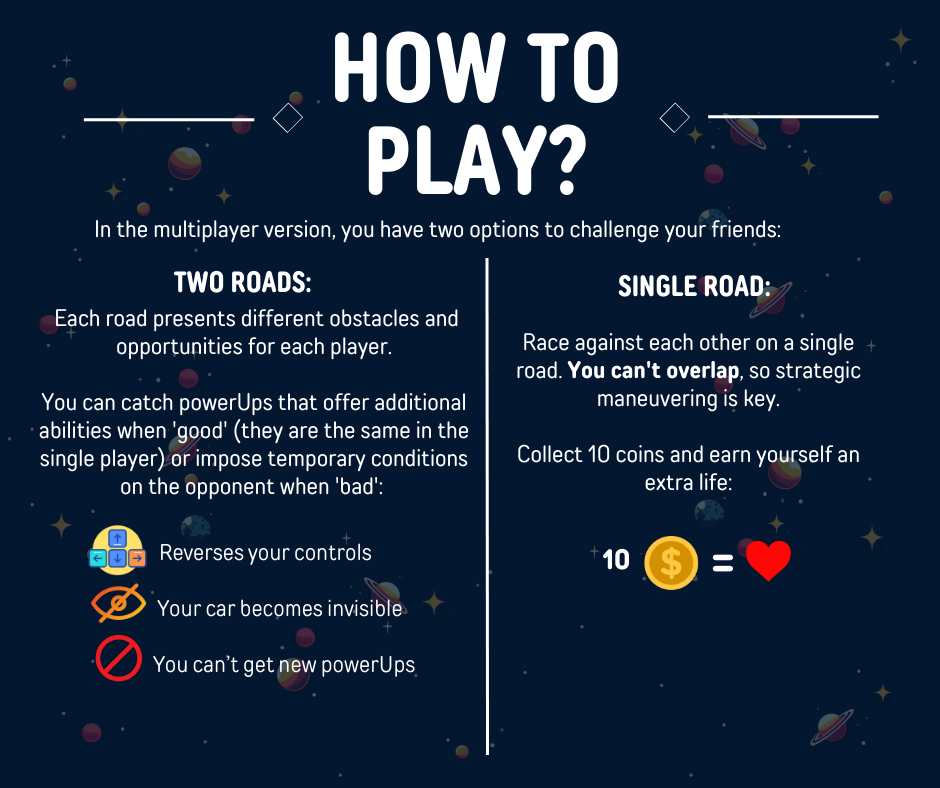 HOW TO
PLAY?
In the multiplayer version, you have two options to challenge your friends:
TWO ROADS:
Each road presents different obstacles and
opportunities for each player.
You can catch powerUps that offer additional
abilities when 'good' (they are the same in the
single player) or impose temporary conditions
on the opponent when 'bad':
Reverses your controls
Your car becomes invisible
You can't get new powerUps
SINGLE ROAD:
Race against each other on a single
road. You can't overlap, so strategic
maneuvering is key.
Collect 10 coins and earn yourself an
extra life:
10 $ =